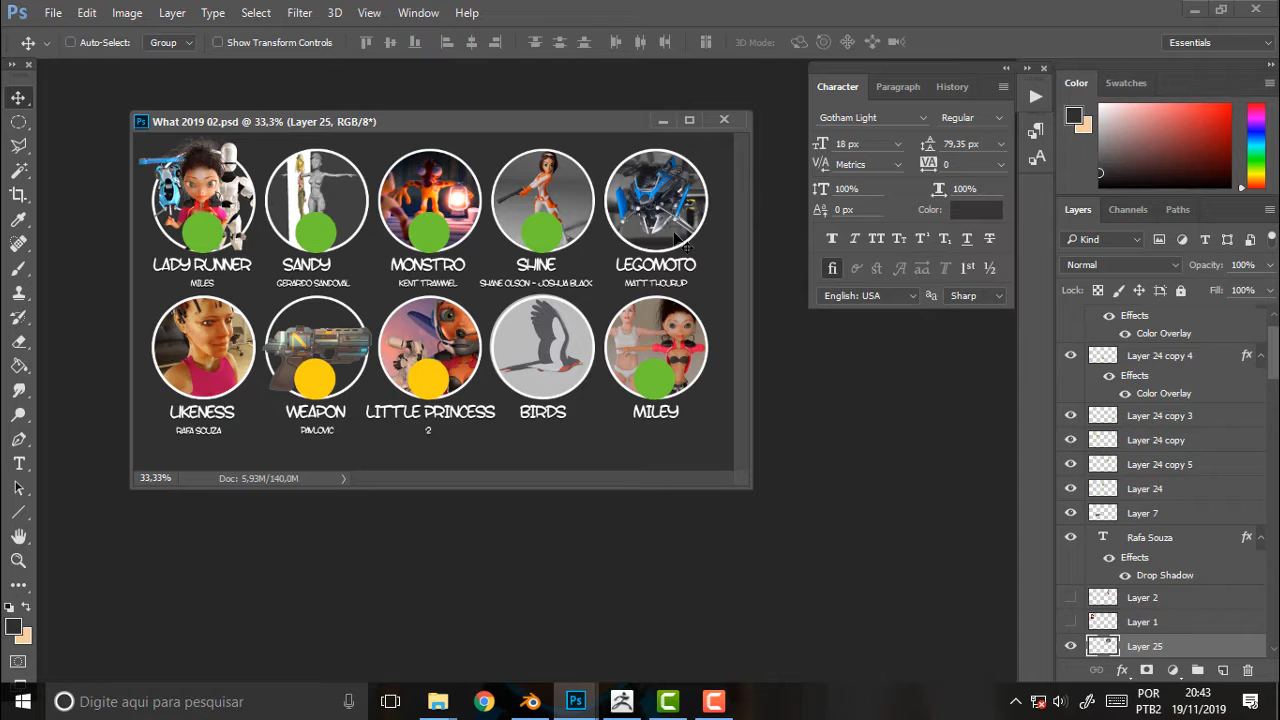 Ps File Edit Image Layer Type Select Filter 3D View Window Help
Auto-Select: Group Show Transform Controls 3D Mode: Essentials
Character Paragraph History
Gotham Light Regular
18 px 79,35 px
Metrics 0
100% 100%
0 px Color:
English: USA Sharp
Color Swatches
Layers Channels Paths
Kind
Normal Opacity: 100%
Lock: Fill: 100%
Effects
Color Overlay
Layer 24 copy 4 fx
Effects
Color Overlay
Layer 24 copy 3
Layer 24 copy
Layer 24 copy 5
Layer 24
Layer 7
Rafa Souza fx
Effects
Drop Shadow
Layer 2
Layer 1
Layer 25
What 2019 02.psd @ 33,3% (Layer 25, RGB/8*)
LADY RUNNER SANDY MONSTRO SHINE LEGOMOTO
MILES GERARDO SANDOVAL KENT TRAMMEL SHANE OLSON - JOSHUA BLACK MATT THOURUP
LIKENESS WEAPON LITTLE PRINCESS BIRDS MILEY
RAFA SOUZA PAVLOVIC 2
33,33% Doc: 5,93M/140,0M
Digite aqui para pesquisar
POR
PTB2
20:43
19/11/2019